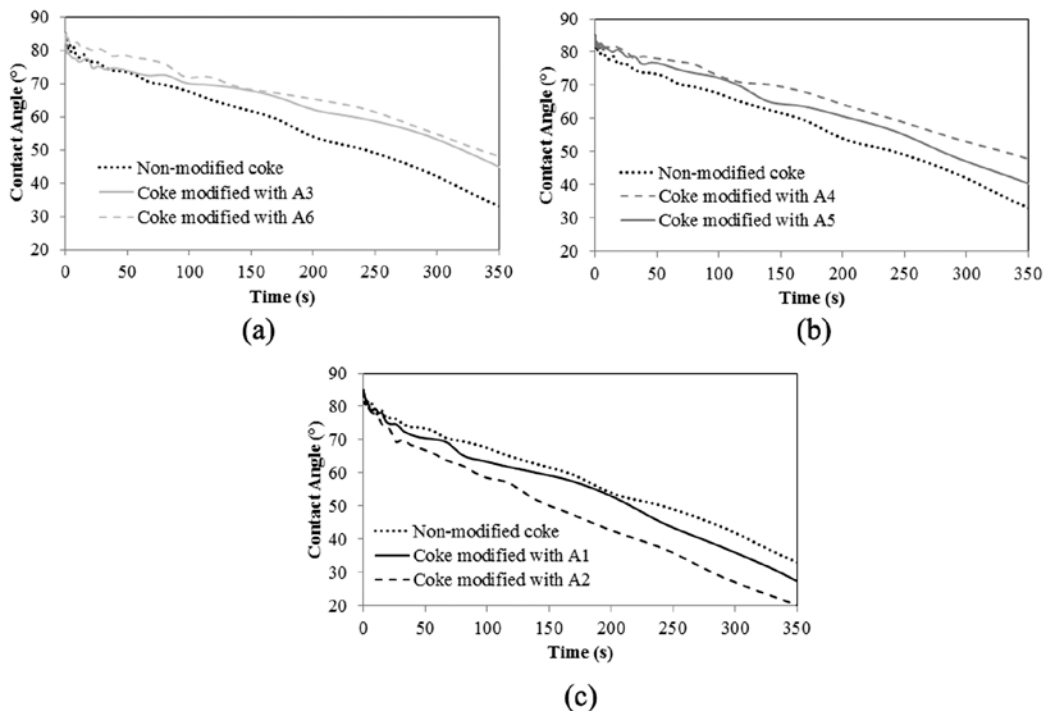 90
80
70
60
50
40
30
20
Contact Angle (°)
Non-modified coke
Coke modified with A3
Coke modified with A6
0 50 100 150 200 250 300 350
Time (s)
(a)
90
80
70
60
50
40
30
20
Contact Angle (°)
Non-modified coke
Coke modified with A4
Coke modified with A5
0 50 100 150 200 250 300 350
Time (s)
(b)
90
80
70
60
50
40
30
20
Contact Angle (°)
Non-modified coke
Coke modified with A1
Coke modified with A2
0 50 100 150 200 250 300 350
Time (s)
(c)